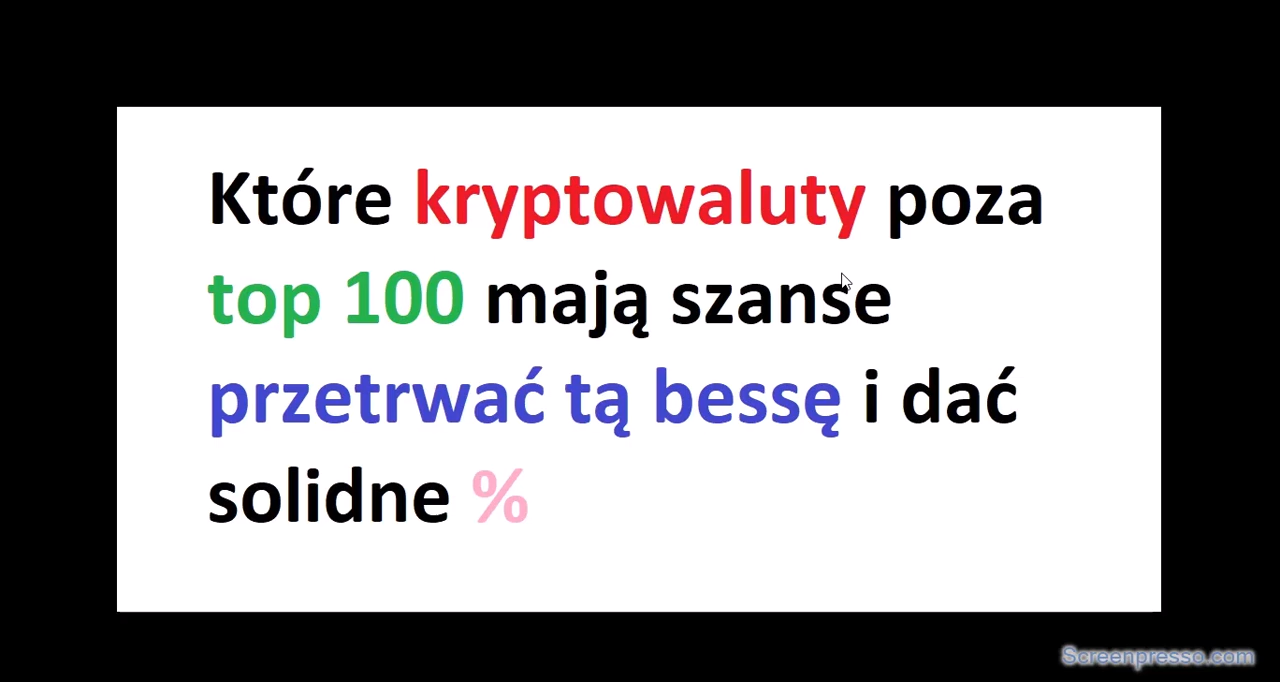 Które kryptowaluty poza
top 100 mają szanse
przetrwać tą bessę i dać
solidne %
Screenpresso.com